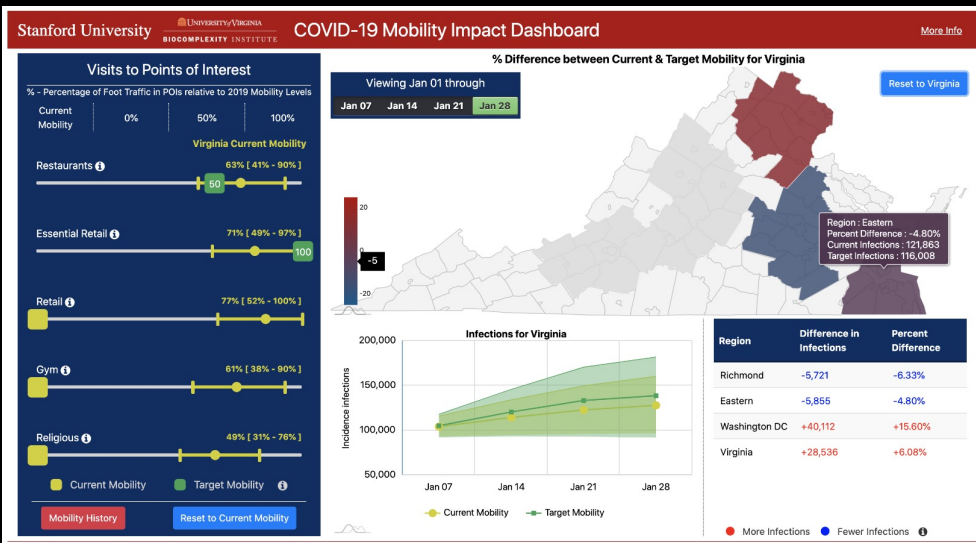 Stanford University
UNIVERSITY of VIRGINIA
BIOCOMPLEXITY INSTITUTE
COVID-19 Mobility Impact Dashboard
More Info
Visits to Points of Interest
% - Percentage of Foot Traffic in POIs relative to 2019 Mobility Levels
Current Mobility
0%
50%
100%
Virginia Current Mobility
Restaurants
63% [ 41% - 90% ]
50
Essential Retail
71% [ 49% - 97% ]
100
Retail
77% [ 52% - 100% ]
Gym
61% [ 38% - 90% ]
Religious
49% [ 31% - 76% ]
Current Mobility
Target Mobility
Mobility History
Reset to Current Mobility
% Difference between Current & Target Mobility for Virginia
Viewing Jan 01 through
Jan 07 Jan 14 Jan 21 Jan 28
Reset to Virginia
20
0
-5
-20
Region : Eastern
Percent Difference : -4.80%
Current Infections : 121,863
Target Infections : 116,008
Infections for Virginia
Incidence infections
200,000
150,000
100,000
50,000
Jan 07 Jan 14 Jan 21 Jan 28
Current Mobility Target Mobility
Region Difference in Infections Percent Difference
Richmond -5,721 -6.33%
Eastern -5,855 -4.80%
Washington DC +40,112 +15.60%
Virginia +28,536 +6.08%
More Infections Fewer Infections